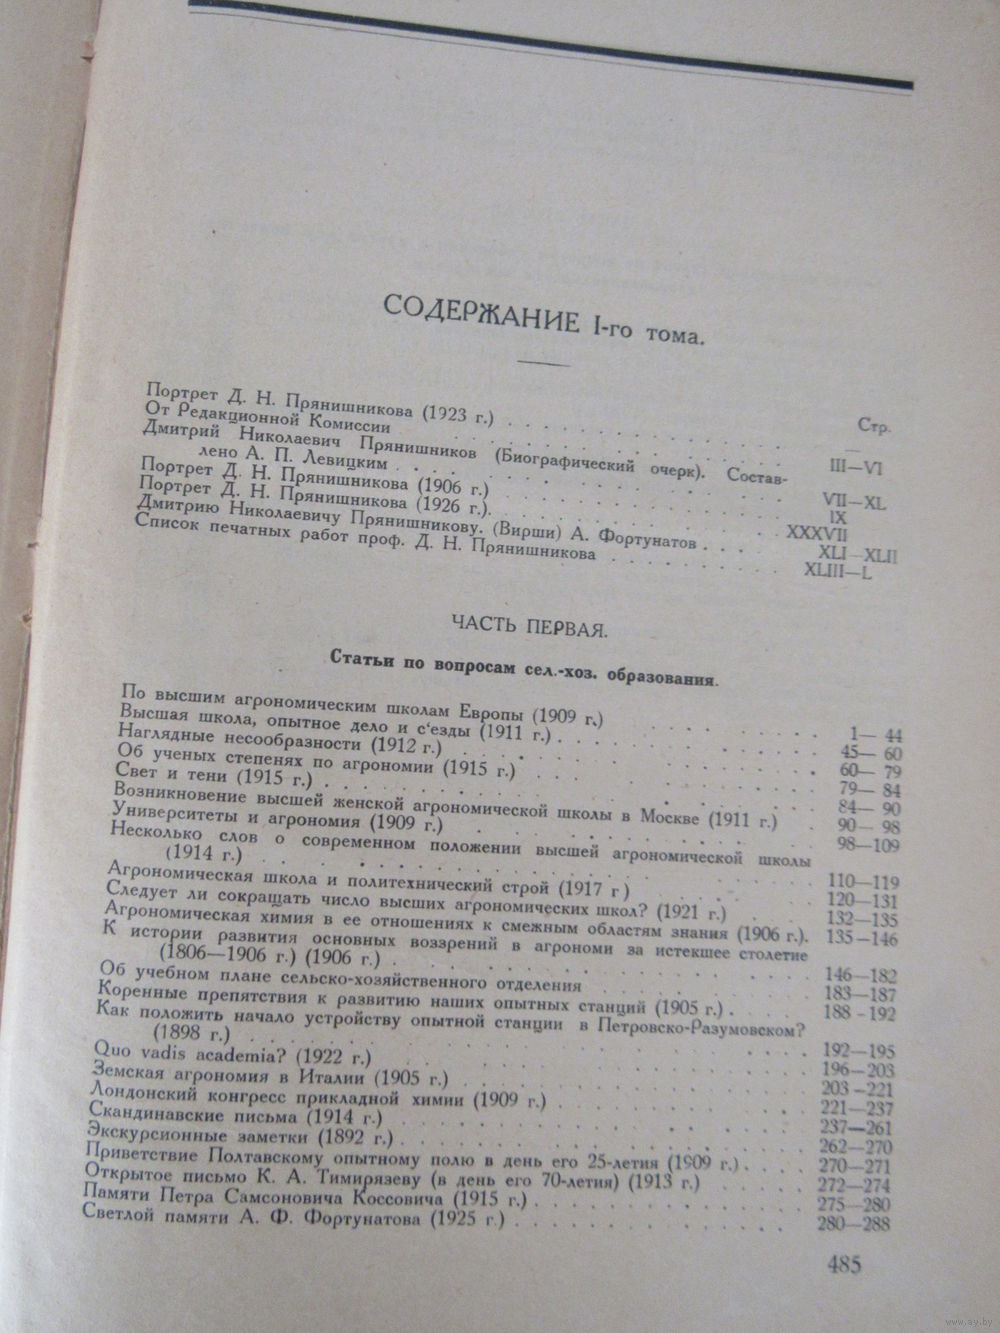 СОДЕРЖАНИЕ I-го тома.
Стр.
Портрет Д. Н. Прянишникова (1923 г.) . . . . . . . . . . . . —
От Редакционной Комиссии . . . . . . . . . . . . III—VI
Дмитрий Николаевич Прянишников (Биографический очерк). Состав-
лено А. П. Левицким . . . . . . . . . . . . VII—XL
Портрет Д. Н. Прянишникова (1906 г.) . . . . . . . . . . . . IX
Портрет Д. Н. Прянишникова (1926 г.). . . . . . . . . . . . XXXVII
Дмитрию Николаевичу Прянишникову. (Вирши) А. Фортунатов . . . . XLI—XLII
Список печатных работ проф. Д. Н. Прянишникова . . . . . . . . . . XLIII—L
ЧАСТЬ ПЕРВАЯ.
Статьи по вопросам сел.-хоз. образования.
По высшим агрономическим школам Европы (1909 г.) . . . . . . . . 1— 44
Высшая школа, опытное дело и с‘езды (1911 г.) . . . . . . . . . . 45— 60
Наглядные несообразности (1912 г.) . . . . . . . . . . . . 60— 79
Об ученых степенях по агрономии (1915 г.) . . . . . . . . . . 79— 84
Свет и тени (1915 г.) . . . . . . . . . . . . 84— 90
Возникновение высшей женской агрономической школы в Москве (1911 г.) . 90— 98
Университеты и агрономия (1909 г.) . . . . . . . . . . . . 98—109
Несколько слов о современном положении высшей агрономической школы
(1914 г.) . . . . . . . . . . . . 110—119
Агрономическая школа и политехнический строй (1917 г) . . . . . . 120—131
Следует ли сокращать число высших агрономических школ? (1921 г.) . . 132—135
Агрономическая химия в ее отношениях к смежным областям знания (1906 г.). 135—146
К истории развития основных воззрений в агрономи за истекшее столетие
(1806—1906 г.) (1906 г.) . . . . . . . . . . . . 146—182
Об учебном плане сельско-хозяйственного отделения . . . . . . . . 183—187
Коренные препятствия к развитию наших опытных станций (1905 г.) . . . . 188-192
Как положить начало устройству опытной станции в Петровско-Разумовском?
(1898 г.) . . . . . . . . . . . . 192—195
Quo vadis academia? (1922 г.) . . . . . . . . . . . . 196—203
Земская агрономия в Италии (1905 г.) . . . . . . . . . . . . 203—221
Лондонский конгресс прикладной химии (1909 г.) . . . . . . . . . . 221—237
Скандинавские письма (1914 г.) . . . . . . . . . . . . 237—261
Экскурсионные заметки (1892 г.) . . . . . . . . . . . . 262—270
Приветствие Полтавскому опытному полю в день его 25-летия (1909 г.) . . . . 270—271
Открытое письмо К. А. Тимирязеву (в день его 70-летия) (1913 г.) . . . . 272—274
Памяти Петра Самсоновича Коссовича (1915 г.) . . . . . . . . . . 275—280
Светлой памяти А. Ф. Фортунатова (1925 г.) . . . . . . . . . . 280—288
485
www.ay.by